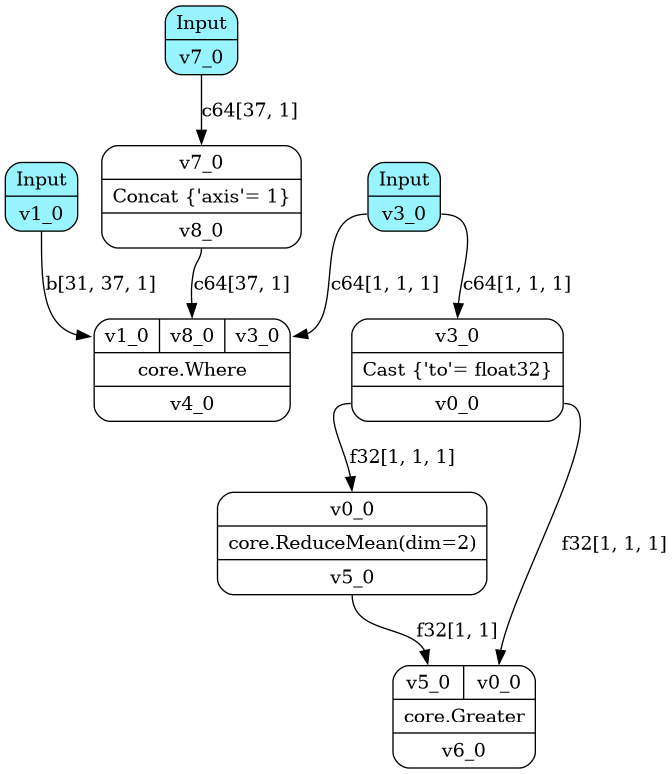 Input
v7_0
c64[37, 1]
v7_0
Concat {'axis'= 1}
v8_0
Input
v1_0
Input
v3_0
b[31, 37, 1]
c64[37, 1]
c64[1, 1, 1]
c64[1, 1, 1]
v1_0 v8_0 v3_0
core.Where
v4_0
v3_0
Cast {'to'= float32}
v0_0
f32[1, 1, 1]
v0_0
core.ReduceMean(dim=2)
v5_0
f32[1, 1, 1]
f32[1, 1]
v5_0 v0_0
core.Greater
v6_0